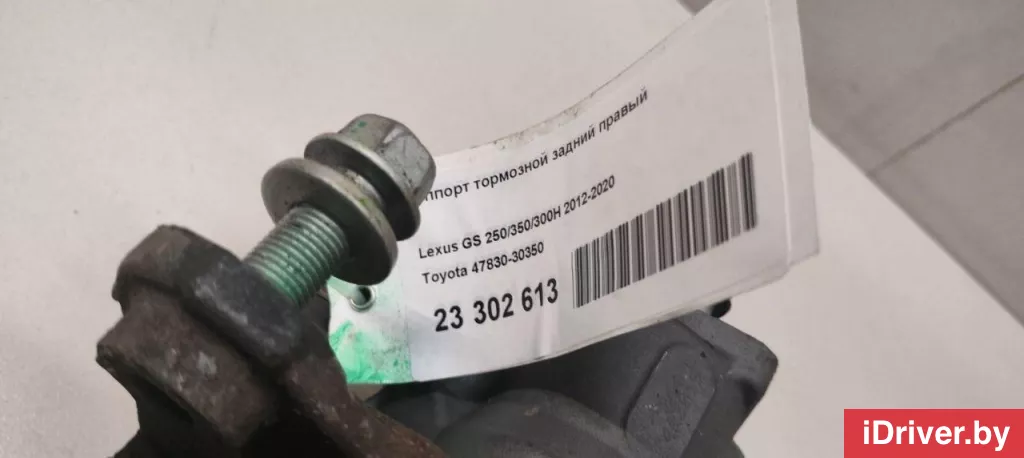 ппорт тормозной задний правый
Lexus GS 250/350/300H 2012-2020
Toyota 47830-30350
23 302 613
iDriver.by